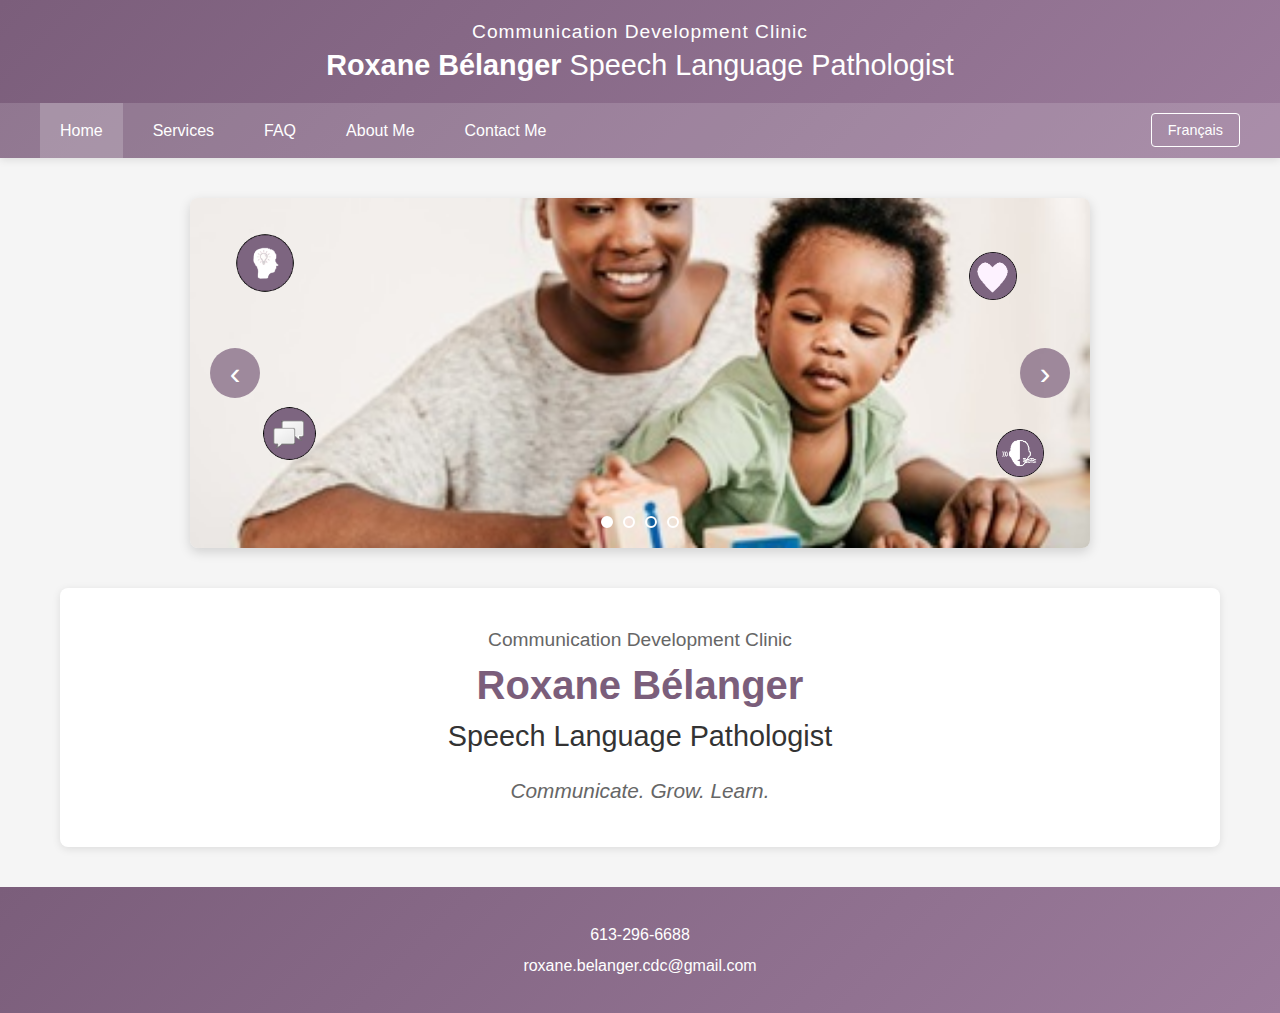 Communication Development Clinic
Roxane Bélanger Speech Language Pathologist
Home Services FAQ About Me Contact Me Français
Communication Development Clinic
Roxane Bélanger
Speech Language Pathologist
Communicate. Grow. Learn.
613-296-6688
roxane.belanger.cdc@gmail.com